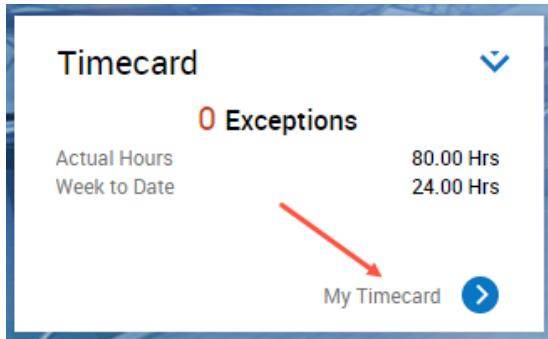 Timecard
0 Exceptions
Actual Hours 80.00 Hrs
Week to Date 24.00 Hrs
My Timecard